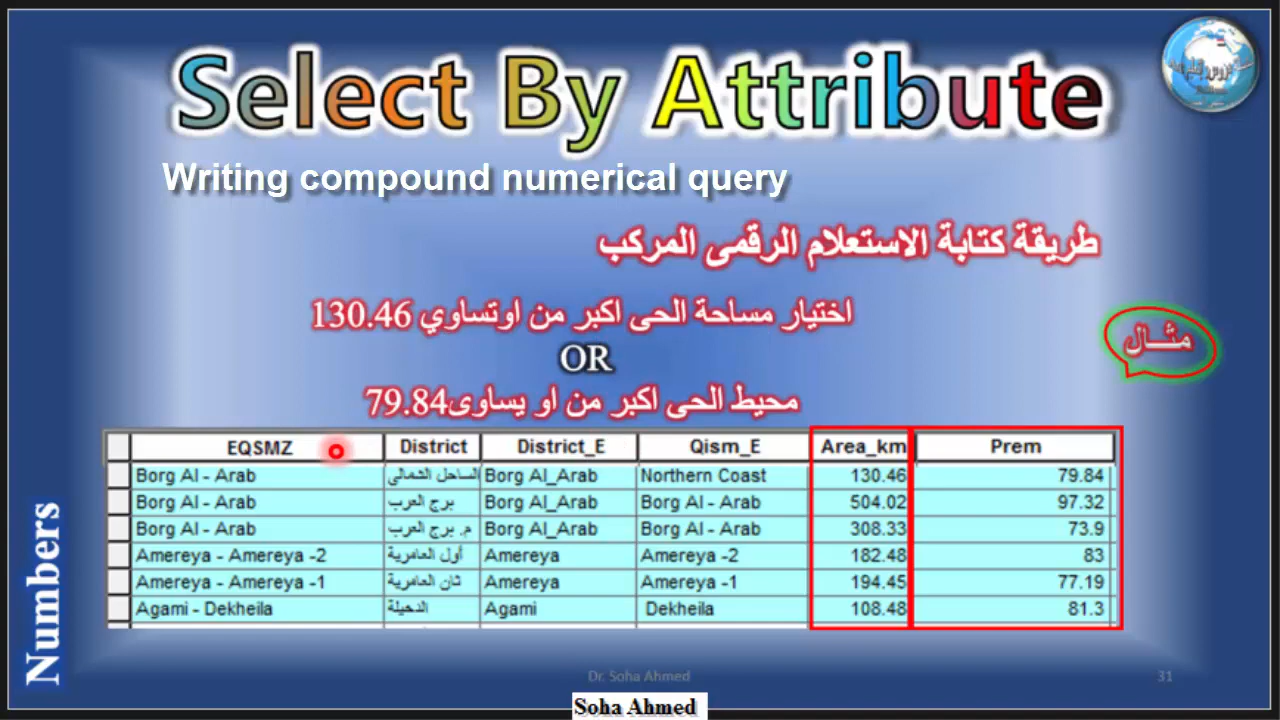 Select By Attribute
Writing compound numerical query
طريقة كتابة الاستعلام الرقمى المركب
اختيار مساحة الحى اكبر من اوتساوي 130.46
OR
محيط الحى اكبر من او يساوى79.84
مثــال
EQSMZ District District_E Qism_E Area_km Prem
Borg Al - Arab الساحل الشمالى Borg Al_Arab Northern Coast 130.46 79.84
Borg Al - Arab برج العرب Borg Al_Arab Borg Al - Arab 504.02 97.32
Borg Al - Arab م. برج العرب Borg Al_Arab Borg Al - Arab 308.33 73.9
Amereya - Amereya -2 أول العامرية Amereya Amereya -2 182.48 83
Amereya - Amereya -1 ثان العامرية Amereya Amereya -1 194.45 77.19
Agami - Dekheila الدخيلة Agami Dekheila 108.48 81.3
Numbers
Dr. Soha Ahmed
31
Soha Ahmed